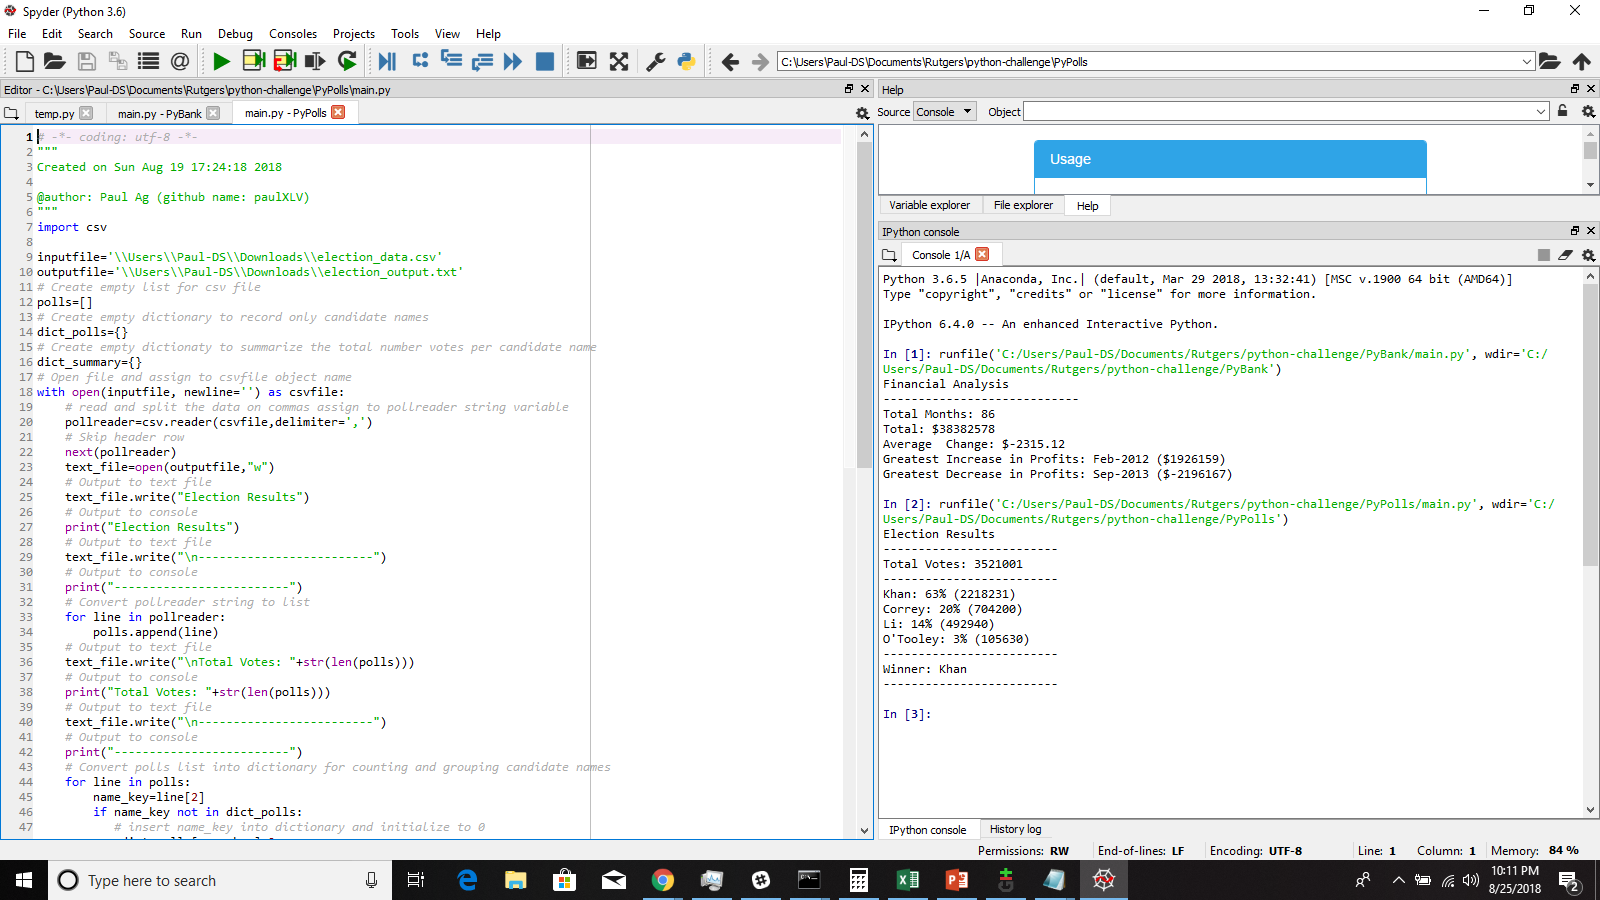 Spyder (Python 3.6)
File Edit Search Source Run Debug Consoles Projects Tools View Help
C:\Users\Paul-DS\Documents\Rutgers\python-challenge\PyPolls
Editor - C:\Users\Paul-DS\Documents\Rutgers\python-challenge\PyPolls\main.py
temp.py main.py - PyBank main.py - PyPolls
1 # -*- coding: utf-8 -*-
2 """
3 Created on Sun Aug 19 17:24:18 2018
4
5 @author: Paul Ag (github name: paulXLV)
6 """
7 import csv
8
9 inputfile='\\Users\\Paul-DS\\Downloads\\election_data.csv'
10 outputfile='\\Users\\Paul-DS\\Downloads\\election_output.txt'
11 # Create empty list for csv file
12 polls=[]
13 # Create empty dictionary to record only candidate names
14 dict_polls={}
15 # Create empty dictionaty to summarize the total number votes per candidate name
16 dict_summary={}
17 # Open file and assign to csvfile object name
18 with open(inputfile, newline='') as csvfile:
19 # read and split the data on commas assign to pollreader string variable
20 pollreader=csv.reader(csvfile,delimiter=',')
21 # Skip header row
22 next(pollreader)
23 text_file=open(outputfile,"w")
24 # Output to text file
25 text_file.write("Election Results")
26 # Output to console
27 print("Election Results")
28 # Output to text file
29 text_file.write("\n-------------------------")
30 # Output to console
31 print("-------------------------")
32 # Convert pollreader string to list
33 for line in pollreader:
34 polls.append(line)
35 # Output to text file
36 text_file.write("\nTotal Votes: "+str(len(polls)))
37 # Output to console
38 print("Total Votes: "+str(len(polls)))
39 # Output to text file
40 text_file.write("\n-------------------------")
41 # Output to console
42 print("-------------------------")
43 # Convert polls list into dictionary for counting and grouping candidate names
44 for line in polls:
45 name_key=line[2]
46 if name_key not in dict_polls:
47 # insert name_key into dictionary and initialize to 0
Help
Source Console Object
Usage
Variable explorer File explorer Help
IPython console
Console 1/A
Python 3.6.5 |Anaconda, Inc.| (default, Mar 29 2018, 13:32:41) [MSC v.1900 64 bit (AMD64)]
Type "copyright", "credits" or "license" for more information.
IPython 6.4.0 -- An enhanced Interactive Python.
In [1]: runfile('C:/Users/Paul-DS/Documents/Rutgers/python-challenge/PyBank/main.py', wdir='C:/
Users/Paul-DS/Documents/Rutgers/python-challenge/PyBank')
Financial Analysis
----------------------------
Total Months: 86
Total: $38382578
Average  Change: $-2315.12
Greatest Increase in Profits: Feb-2012 ($1926159)
Greatest Decrease in Profits: Sep-2013 ($-2196167)
In [2]: runfile('C:/Users/Paul-DS/Documents/Rutgers/python-challenge/PyPolls/main.py', wdir='C:/
Users/Paul-DS/Documents/Rutgers/python-challenge/PyPolls')
Election Results
-------------------------
Total Votes: 3521001
-------------------------
Khan: 63% (2218231)
Correy: 20% (704200)
Li: 14% (492940)
O'Tooley: 3% (105630)
-------------------------
Winner: Khan
-------------------------
In [3]:
IPython console History log
Permissions: RW End-of-lines: LF Encoding: UTF-8 Line: 1 Column: 1 Memory: 84 %
Type here to search
10:11 PM
8/25/2018
2